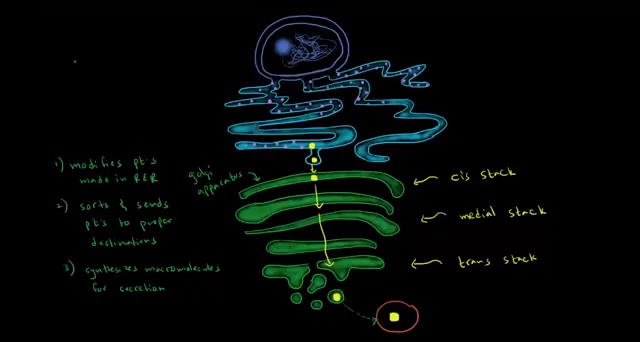 1) modifies pt's
made in RER
2) sorts & sends
pt's to proper
destinations
3) synthesizes macromolecules
for secretion
golgi
apparatus
cis stack
medial stack
trans stack